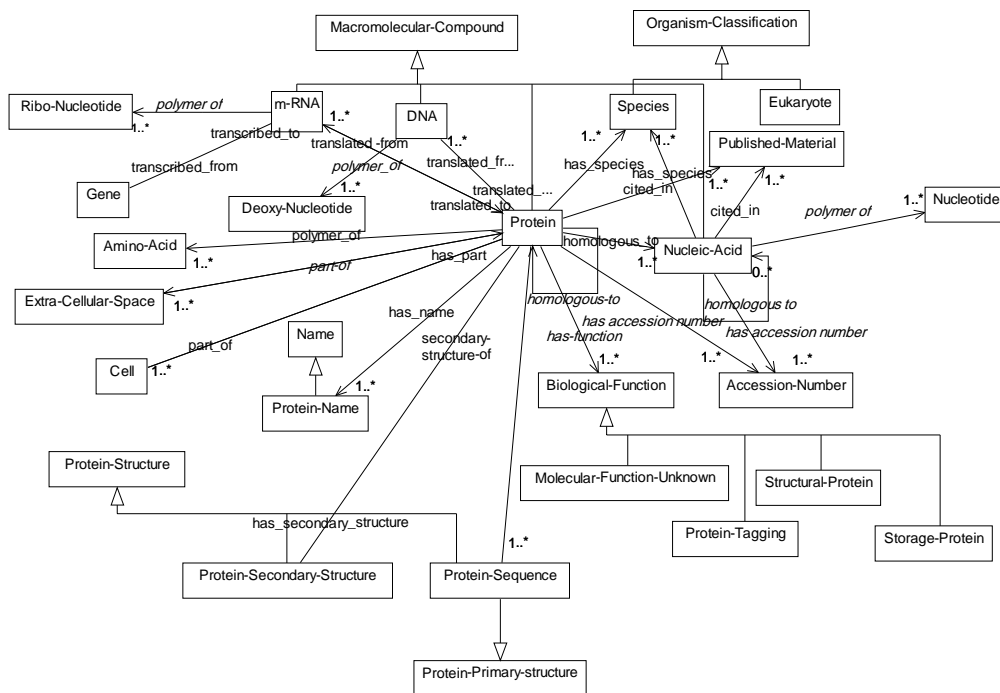 Macromolecular-Compound
Organism-Classification
Ribo-Nucleotide
polymer of
1..*
m-RNA
1..*
DNA
1..*
Species
1..*
1..*
Eukaryote
transcribed_to
translated -from
Published-Material
transcribed_from
polymer_of
translated_fr...
has_species
has_species
1..*
1..*
Gene
1..*
Deoxy-Nucleotide
translated_...
translated_to
cited_in
cited_in
polymer of
1..*
Nucleotide
Protein
Amino-Acid
1..*
polymer_of
homologous_to
1..*
Nucleic-Acid
0..*
has_part
part-of
Extra-Cellular-Space
1..*
homologous-to
homologous to
has_name
has accession number
has-function
has accession number
Name
secondary-
structure-of
part_of
Cell
1..*
1..*
1..*
1..*
1..*
Protein-Name
Biological-Function
Accession-Number
Protein-Structure
Molecular-Function-Unknown
Structural-Protein
has_secondary_structure
Protein-Tagging
Storage-Protein
1..*
Protein-Secondary-Structure
Protein-Sequence
Protein-Primary-structure